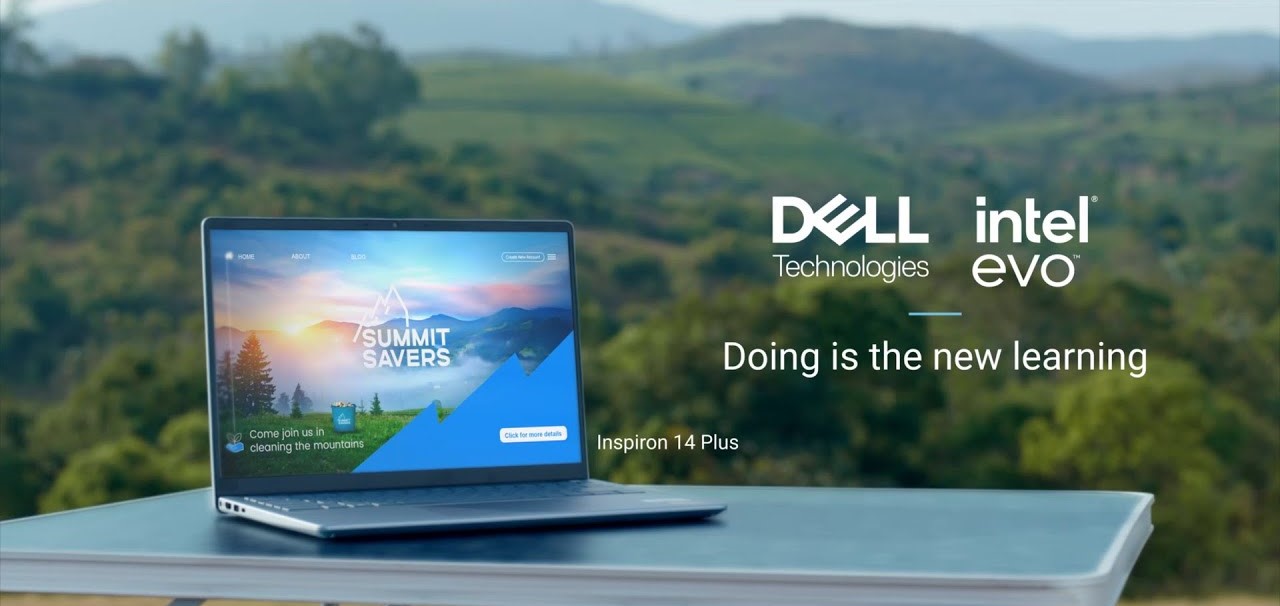 HOME
ABOUT
BLOG
Create New Account
SUMMIT
SAVERS
Come join us in
cleaning the mountains
Click for more details
Inspiron 14 Plus
DELL
Technologies
intel®
evo™
Doing is the new learning